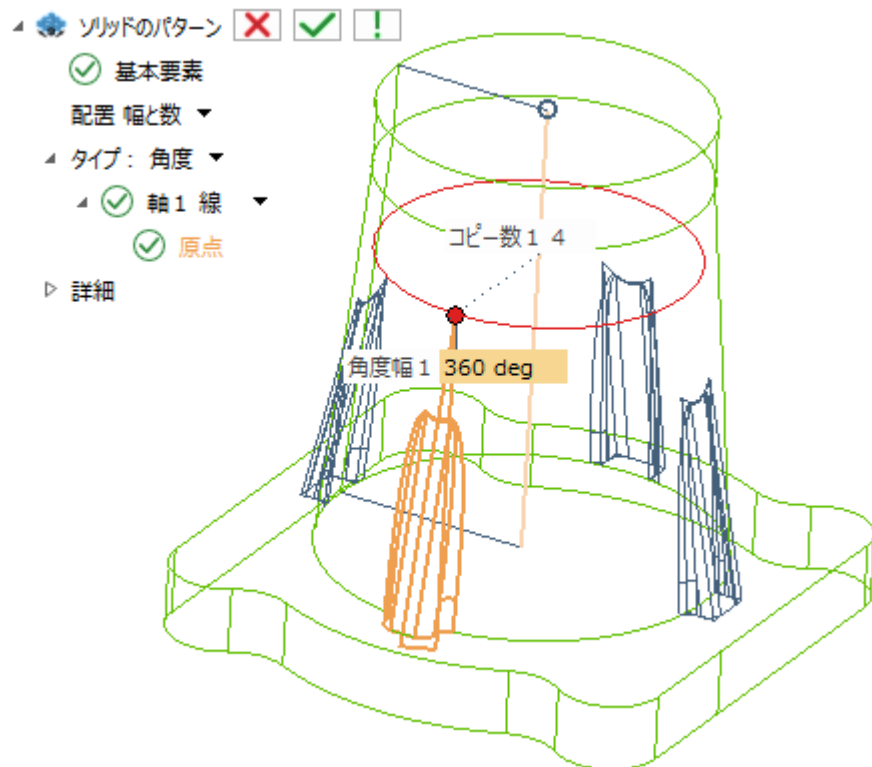 ソリッドのパターン
基本要素
配置 幅と数
タイプ： 角度
軸１ 線
原点
詳細
コピー数１ 4
角度幅１ 360 deg